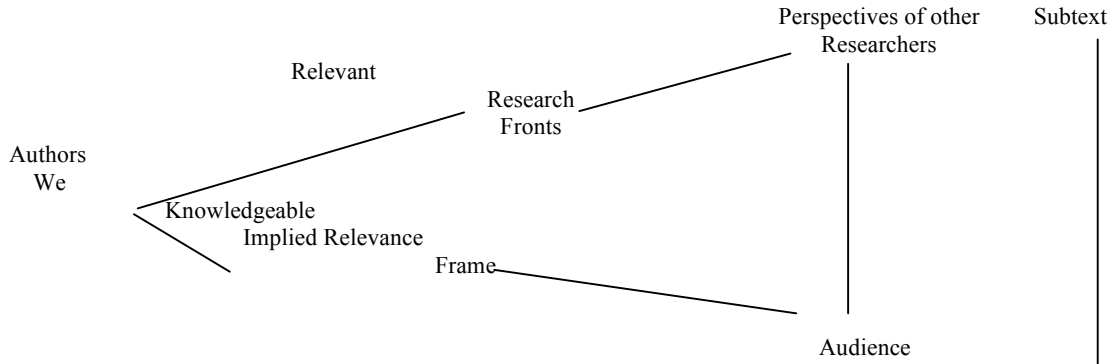 Perspectives of other
Researchers
Subtext
Relevant
Research
Fronts
Authors
We
Knowledgeable
Implied Relevance
Frame
Audience